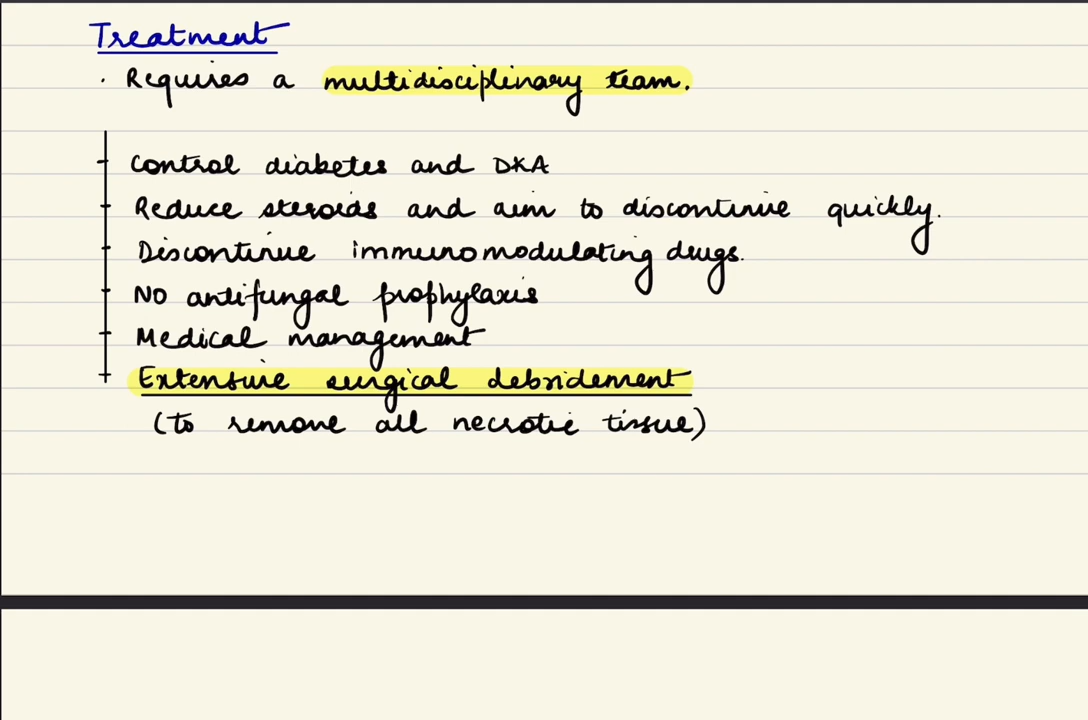 Treatment
. Requires a multidisciplinary team.
Control diabetes and DKA
Reduce steroids and aim to discontinue quickly.
Discontinue immunomodulating drugs.
No antifungal prophylaxis
Medical management
Extensive surgical debridement
(to remove all necrotic tissue)